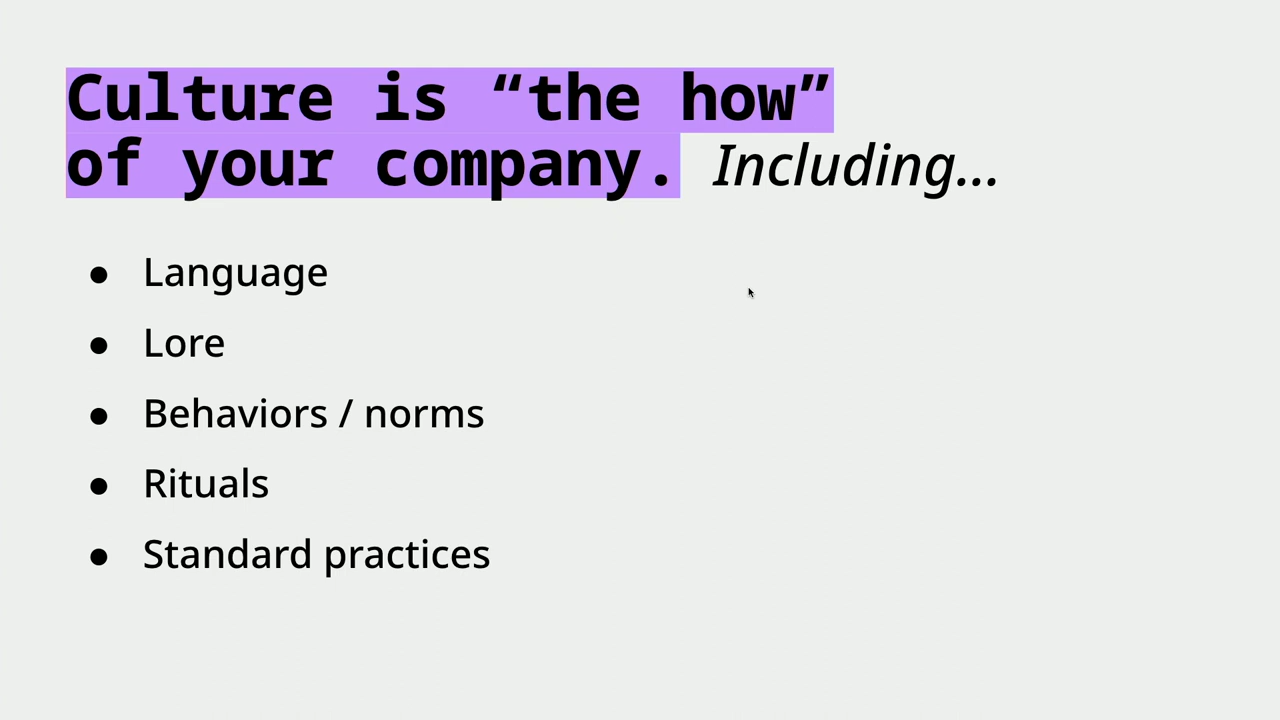 Culture is “the how”
of your company. Including...
● Language
● Lore
● Behaviors / norms
● Rituals
● Standard practices